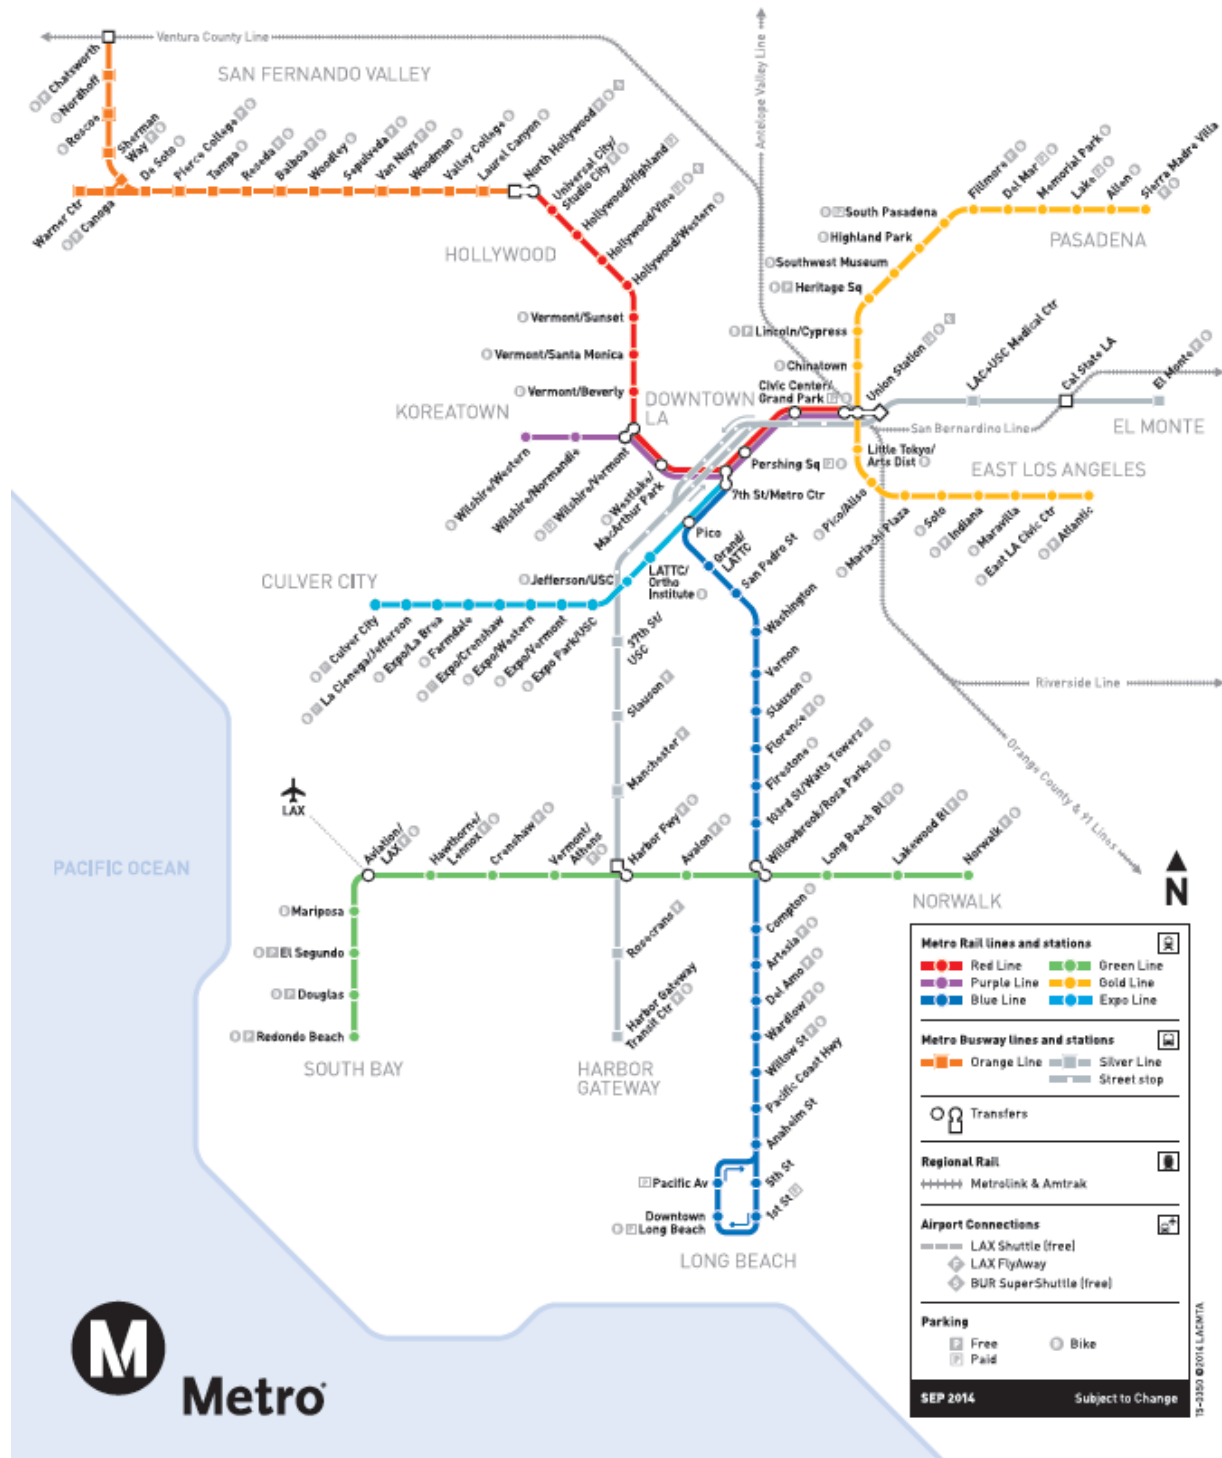 Ventura County Line
SAN FERNANDO VALLEY
Antelope Valley Line
Chatsworth
Nordhoff
Roscoe
Sherman
Way
Warner Ctr
Canoga
De Soto
Pierce College
Tampa
Reseda
Balboa
Woodley
Sepulveda
Van Nuys
Woodman
Valley College
Laurel Canyon
North Hollywood
Universal City/
Studio City
Hollywood/Highland
Hollywood/Vine
Hollywood/Western
HOLLYWOOD
Vermont/Sunset
Vermont/Santa Monica
Vermont/Beverly
KOREATOWN
DOWNTOWN
LA
Fillmore
Del Mar
Memorial Park
Lake
Allen
Sierra Madre Villa
South Pasadena
Highland Park
PASADENA
Southwest Museum
Heritage Sq
Lincoln/Cypress
Chinatown
Civic Center/
Grand Park
Union Station
LAC+USC Medical Ctr
Cal State LA
El Monte
San Bernardino Line
EL MONTE
Wilshire/Western
Wilshire/Normandie
Wilshire/Vermont
Westlake/
MacArthur Park
Pershing Sq
7th St/Metro Ctr
Little Tokyo/
Arts Dist
EAST LOS ANGELES
Pico/Aliso
Mariachi Plaza
Soto
Indiana
Maravilla
East LA Civic Ctr
Atlantic
Pico
Grand/
LATTC
San Pedro St
Washington
Vernon
Slauson
Florence
Firestone
103rd St/Watts Towers
Willowbrook/Rosa Parks
CULVER CITY
Jefferson/USC
LATTC/
Ortho
Institute
Culver City
La Cienega/Jefferson
Expo/La Brea
Farmdale
Expo/Crenshaw
Expo/Western
Expo/Vermont
Expo Park/USC
37th St/
USC
Slauson
Manchester
Riverside Line
Orange County & 91 Lines
LAX
PACIFIC OCEAN
Aviation/
LAX
Hawthorne/
Lennox
Crenshaw
Vermont/
Athens
Harbor Fwy
Avalon
Long Beach Bl
Lakewood Bl
Norwalk
NORWALK
N
Mariposa
El Segundo
Douglas
Redondo Beach
SOUTH BAY
Rosecrans
Harbor Gateway
Transit Ctr
HARBOR
GATEWAY
Compton
Artesia
Del Amo
Wardlow
Willow St
Pacific Coast Hwy
Anaheim St
5th St
1st St
Pacific Av
Downtown
Long Beach
LONG BEACH
Metro Rail lines and stations
Red Line
Green Line
Purple Line
Gold Line
Blue Line
Expo Line
Metro Busway lines and stations
Orange Line
Silver Line
Street stop
Transfers
Regional Rail
Metrolink & Amtrak
Airport Connections
LAX Shuttle (free)
F LAX FlyAway
S BUR SuperShuttle (free)
Parking
P Free
B Bike
P Paid
SEP 2014
Subject to Change
15-0350 ©2014 LACMTA
M
Metro